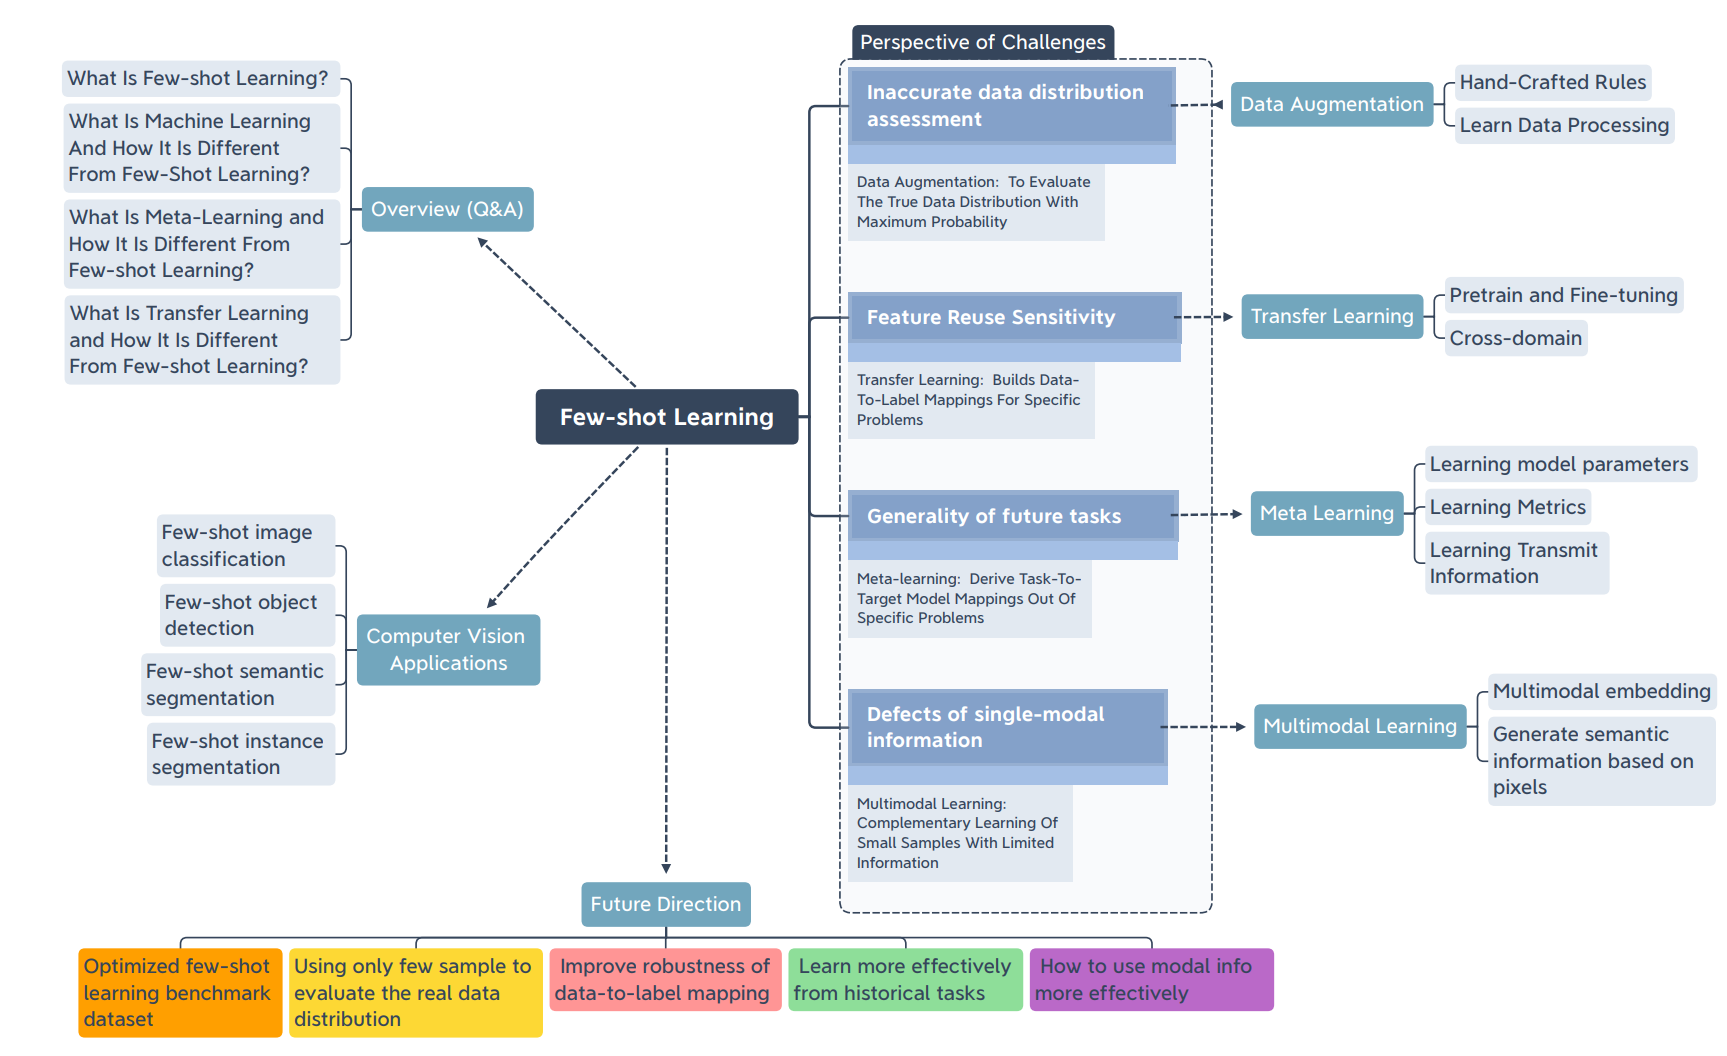 Perspective of Challenges
What Is Few-shot Learning?
What Is Machine Learning
And How It Is Different
From Few-Shot Learning?
What Is Meta-Learning and
How It Is Different From
Few-shot Learning?
What Is Transfer Learning
and How It Is Different
From Few-shot Learning?
Overview (Q&A)
Few-shot Learning
Few-shot image
classification
Few-shot object
detection
Few-shot semantic
segmentation
Few-shot instance
segmentation
Computer Vision
Applications
Inaccurate data distribution
assessment
Data Augmentation:  To Evaluate
The True Data Distribution With
Maximum Probability
Data Augmentation
Hand-Crafted Rules
Learn Data Processing
Feature Reuse Sensitivity
Transfer Learning:  Builds Data-
To-Label Mappings For Specific
Problems
Transfer Learning
Pretrain and Fine-tuning
Cross-domain
Generality of future tasks
Meta-learning:  Derive Task-To-
Target Model Mappings Out Of
Specific Problems
Meta Learning
Learning model parameters
Learning Metrics
Learning Transmit
Information
Defects of single-modal
information
Multimodal Learning:
Complementary Learning Of
Small Samples With Limited
Information
Multimodal Learning
Multimodal embedding
Generate semantic
information based on
pixels
Future Direction
Optimized few-shot
learning benchmark
dataset
Using only few sample to
evaluate the real data
distribution
Improve robustness of
data-to-label mapping
Learn more effectively
from historical tasks
How to use modal info
more effectively